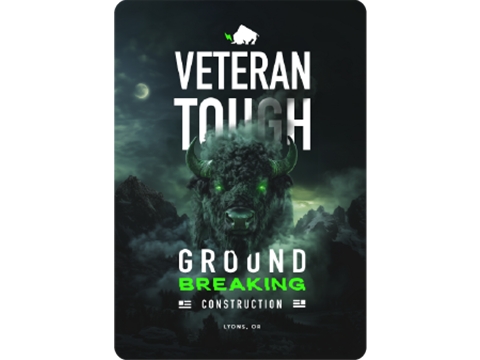 VETERAN
TOUGH
GROUND
BREAKING
CONSTRUCTION
LYONS, OR